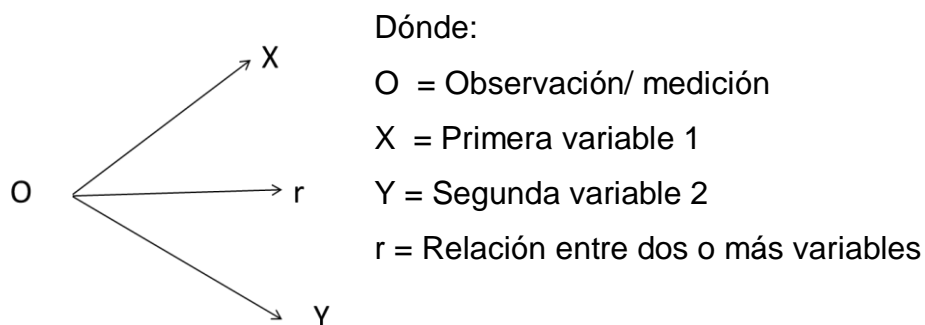 Dónde:
X
O = Observación/ medición
X = Primera variable 1
O
r
Y = Segunda variable 2
r = Relación entre dos o más variables
Y